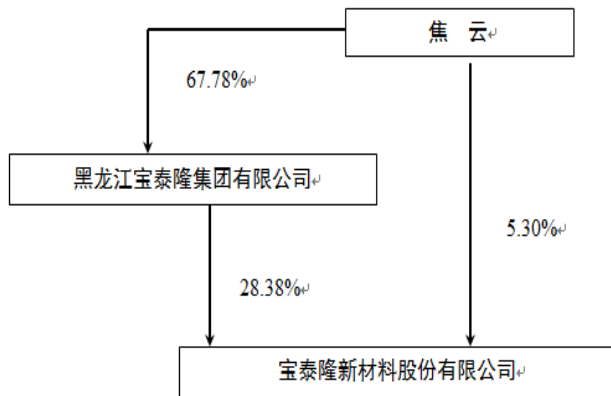 焦　云
67.78%
黑龙江宝泰隆集团有限公司
5.30%
28.38%
宝泰隆新材料股份有限公司